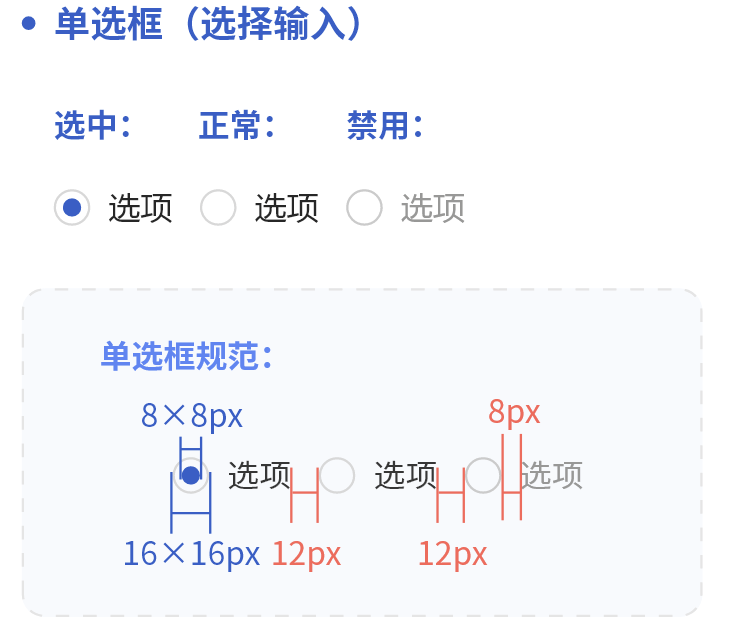 单选框（选择输入）
选中： 正常： 禁用：
选项 选项 选项
单选框规范：
8×8px 8px
选项 选项 选项
16×16px 12px 12px